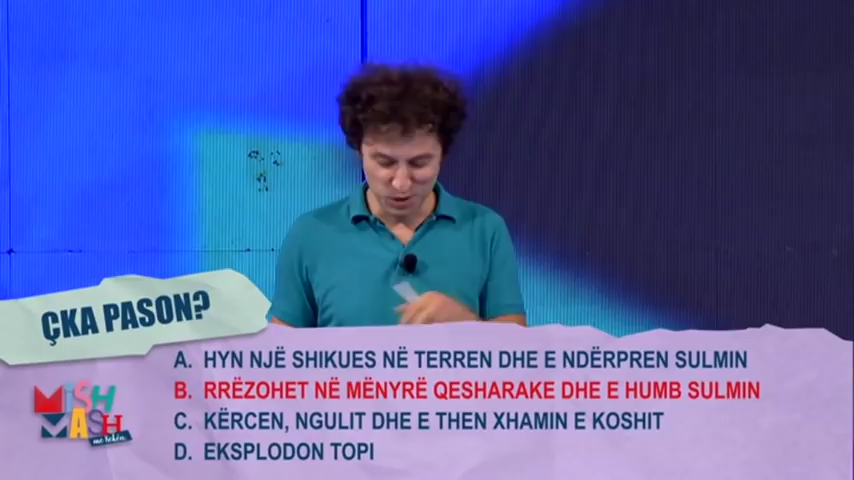 ÇKA PASON?
A. HYN NJË SHIKUES NË TERREN DHE E NDËRPREN SULMIN
B. RRËZOHET NË MËNYRË QESHARAKE DHE E HUMB SULMIN
C. KËRCEN, NGULIT DHE E THEN XHAMIN E KOSHIT
D. EKSPLODON TOPI
MiSH
MASH